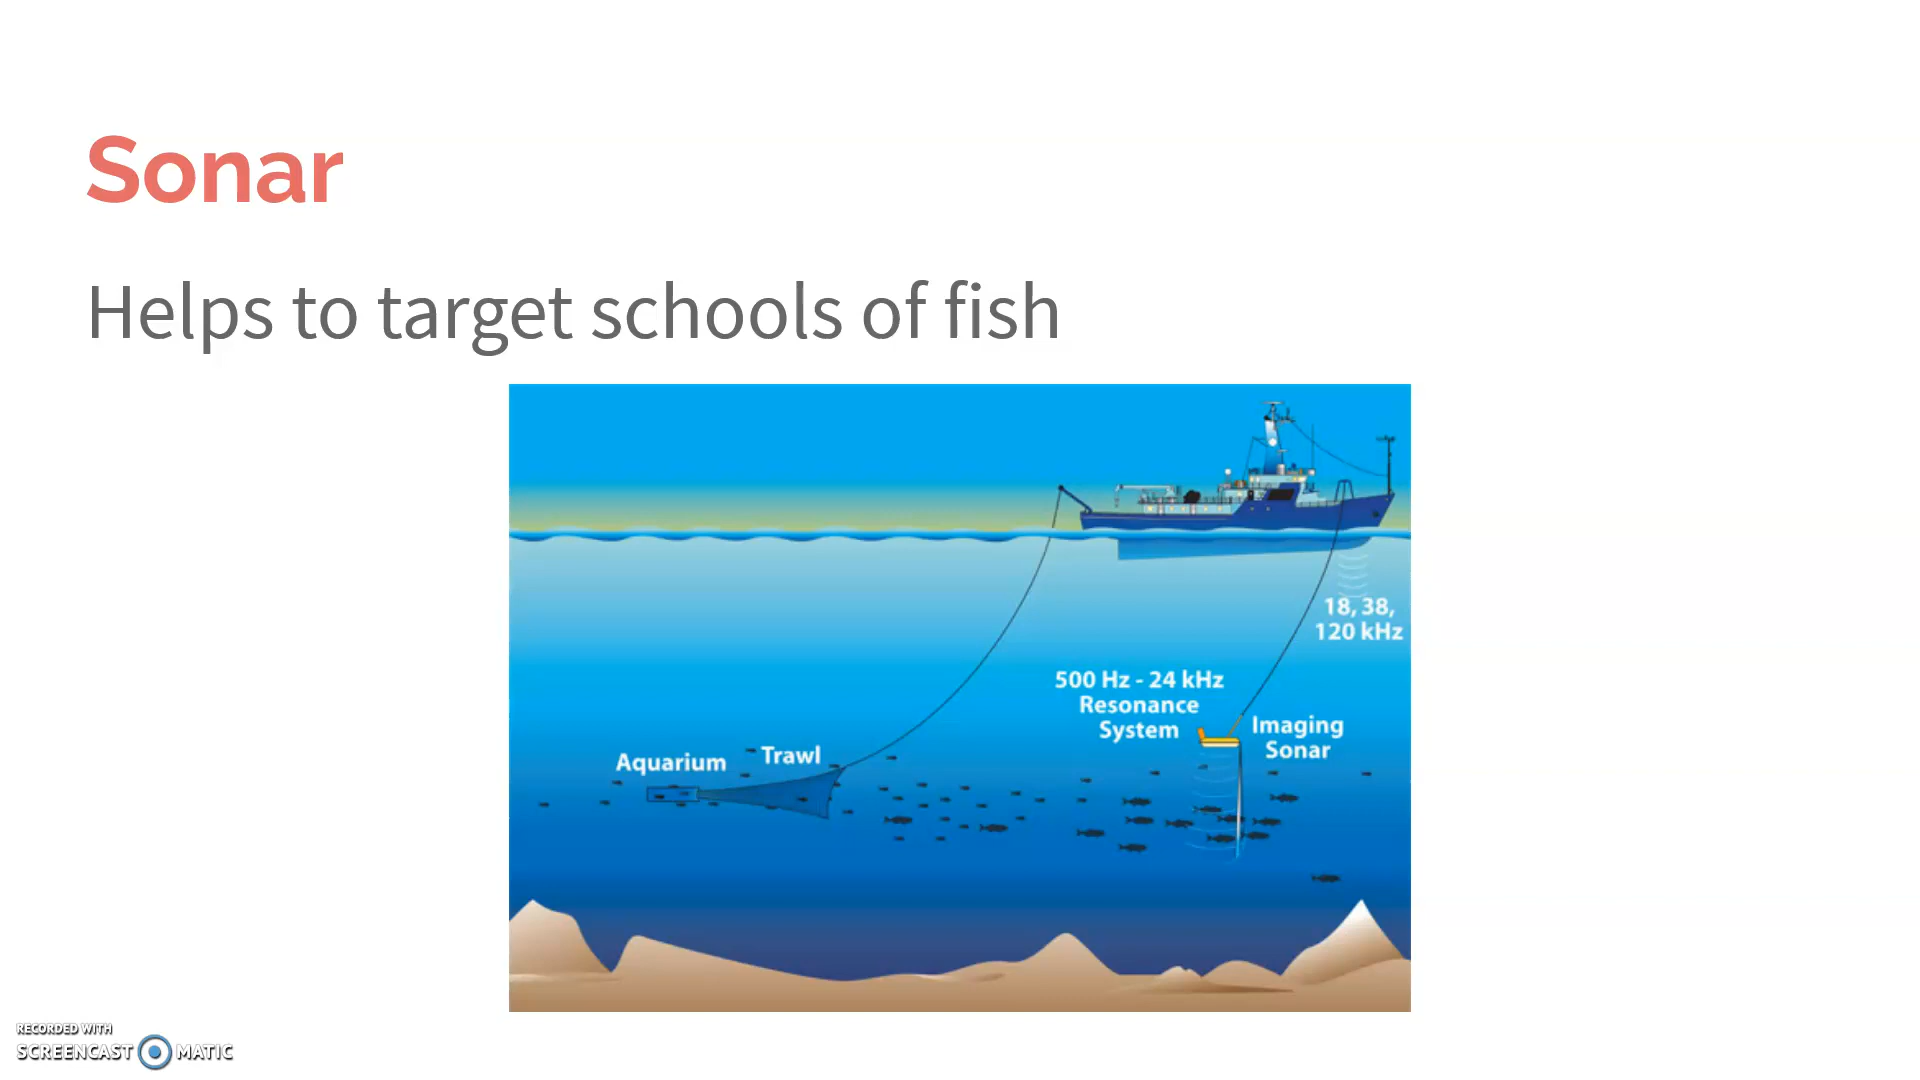 Sonar
Helps to target schools of fish
18, 38,
120 kHz
500 Hz - 24 kHz
Resonance
System
Imaging
Sonar
Aquarium
Trawl
RECORDED WITH
SCREENCAST MATIC